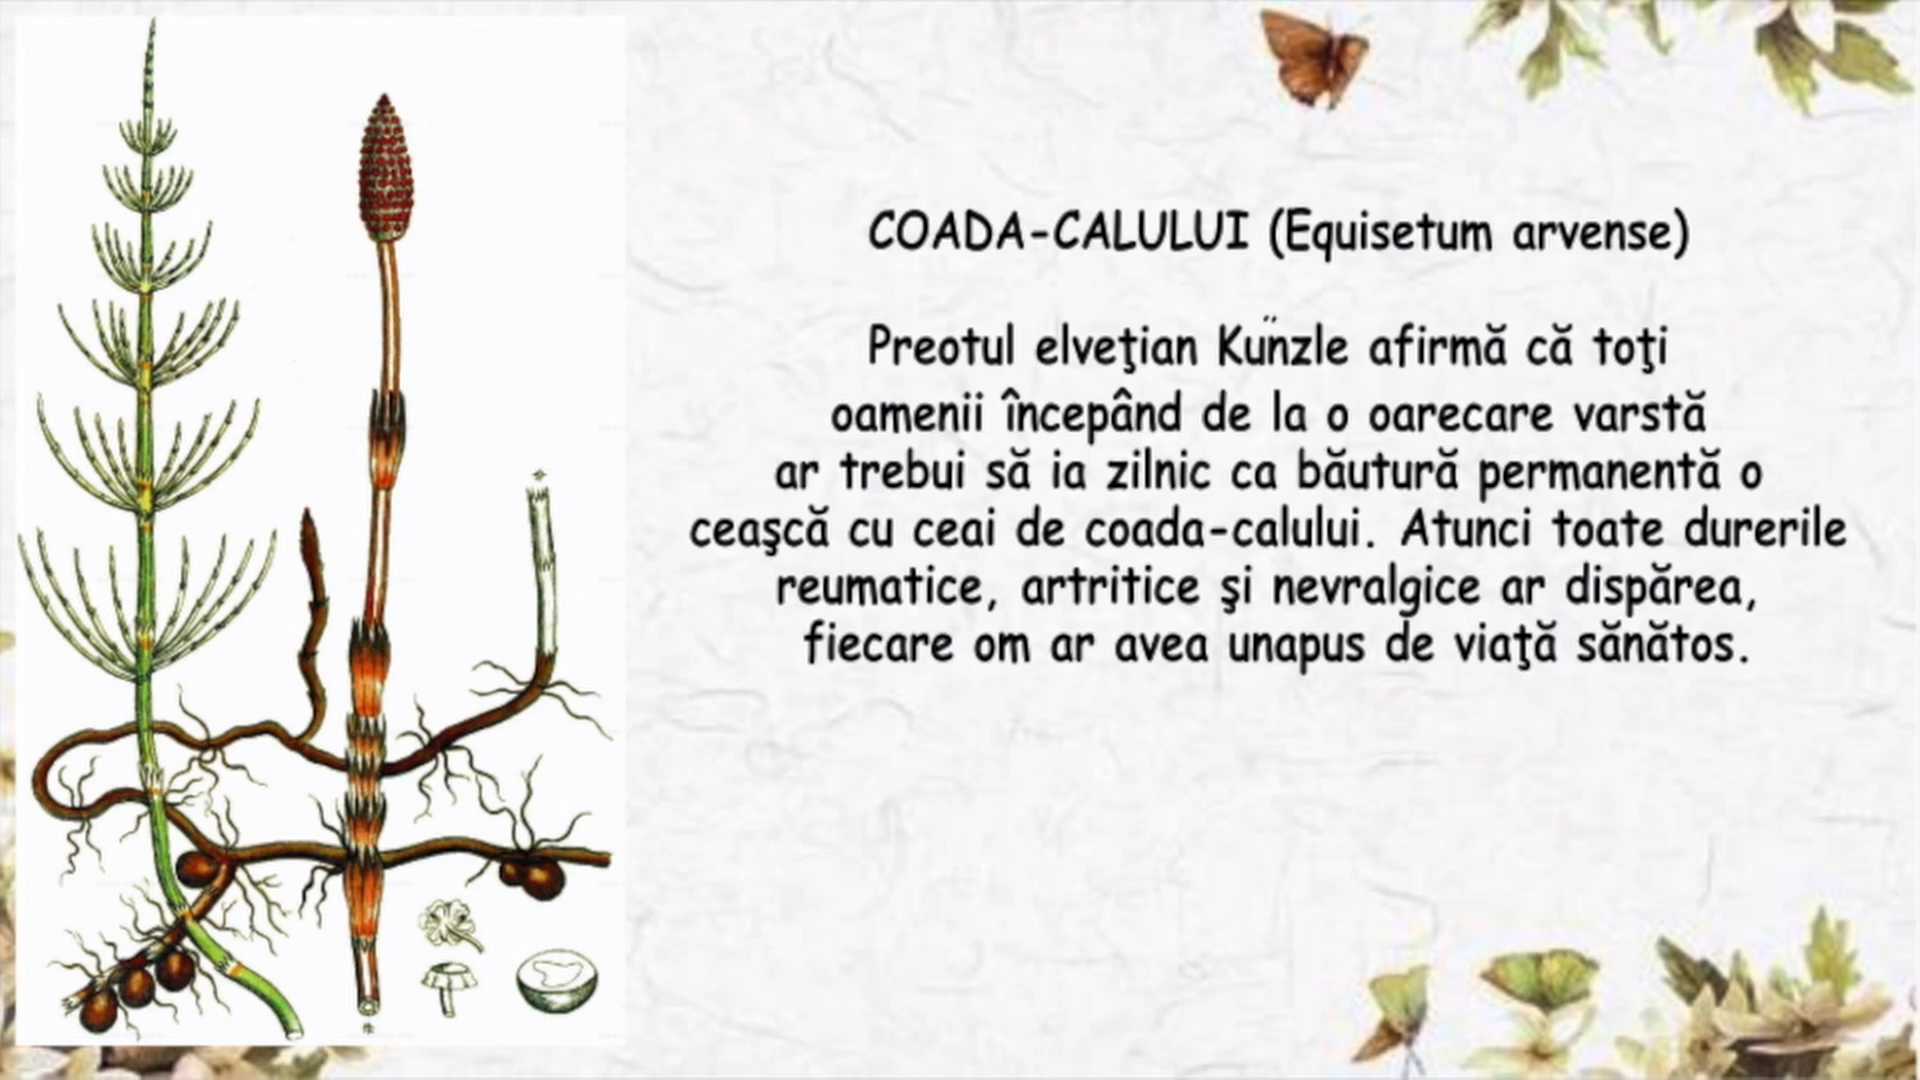 COADA-CALULUI (Equisetum arvense)
Preotul elveţian Ku̎nzle afirmă că toţi
oamenii începând de la o oarecare varstă
ar trebui să ia zilnic ca băutură permanentă o
ceaşcă cu ceai de coada-calului. Atunci toate durerile
reumatice, artritice şi nevralgice ar dispărea,
fiecare om ar avea unapus de viaţă sănătos.